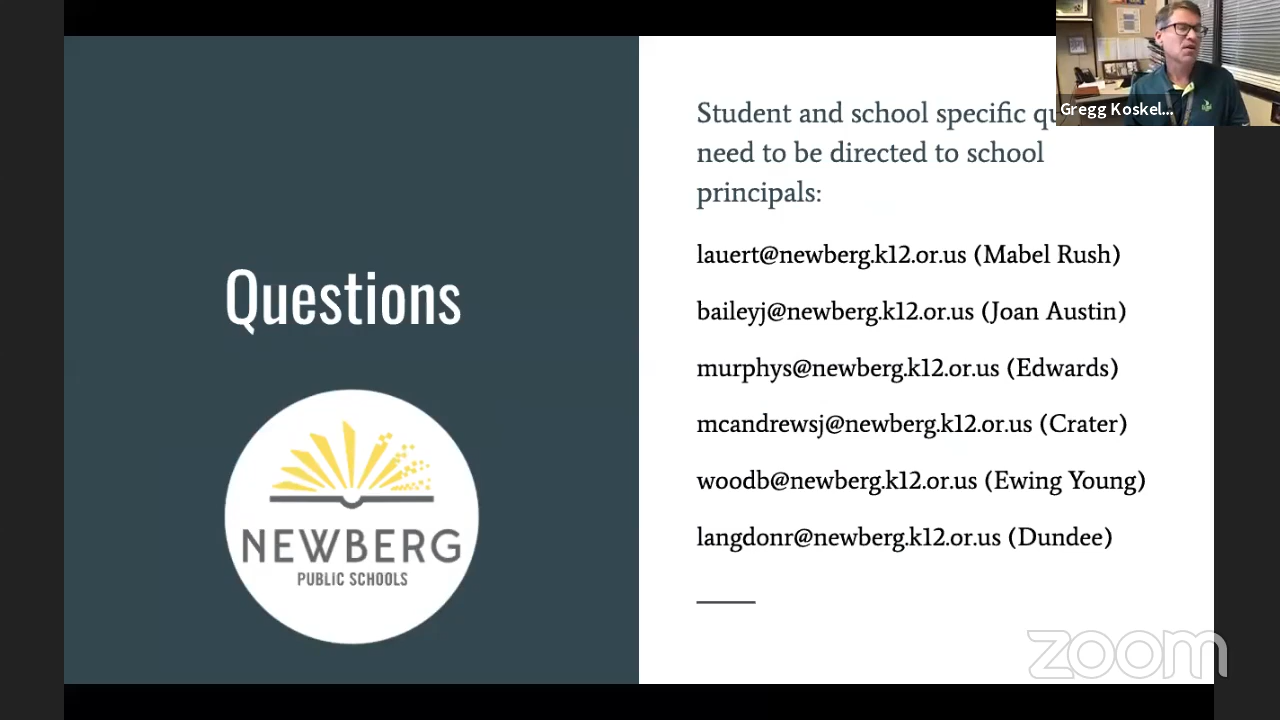 Gregg Koskel...
Student and school specific
need to be directed to school
principals:
lauert@newberg.k12.or.us (Mabel Rush)
baileyj@newberg.k12.or.us (Joan Austin)
murphys@newberg.k12.or.us (Edwards)
mcandrewsj@newberg.k12.or.us (Crater)
woodb@newberg.k12.or.us (Ewing Young)
langdonr@newberg.k12.or.us (Dundee)
Questions
NEWBERG
PUBLIC SCHOOLS
zoom